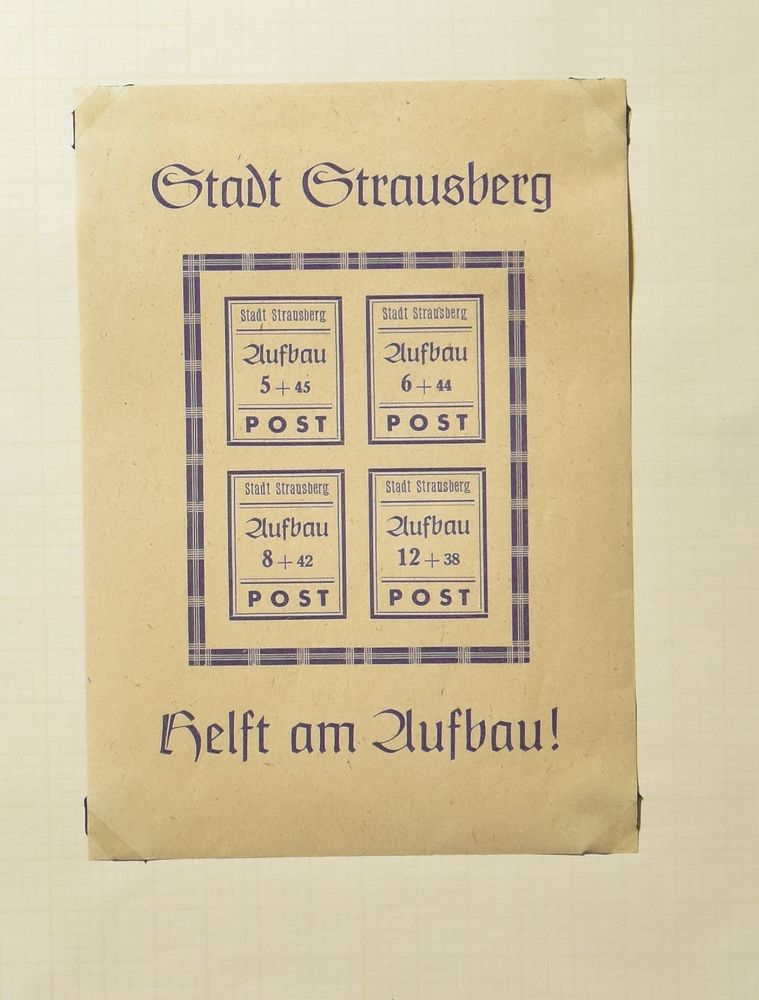 Stadt Strausberg
Stadt Strausberg
Aufbau
5 + 45
POST
Stadt Strausberg
Aufbau
6 + 44
POST
Stadt Strausberg
Aufbau
8 + 42
POST
Stadt Strausberg
Aufbau
12 + 38
POST
Helft am Aufbau!